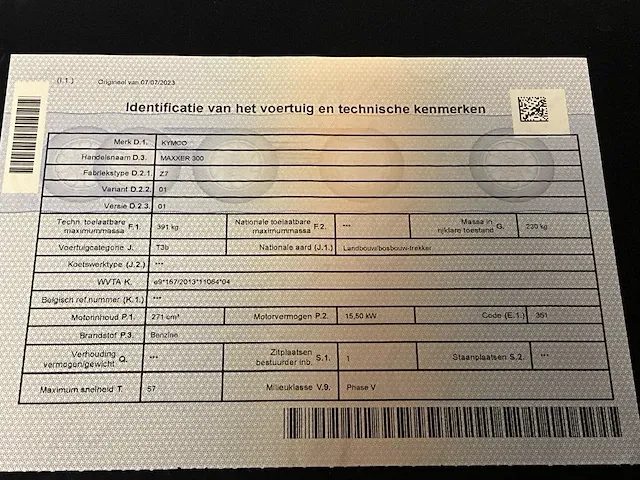 (I.1.) Origineel van 07/07/2023
Identificatie van het voertuig en technische kenmerken
Merk D.1. KYMCO
Handelsnaam D.3. MAXXER 300
Fabriekstype D.2.1. Z7
Variant D.2.2. 01
Versie D.2.3. 01
Techn. toelaatbare maximummassa F.1. 391 kg Nationale toelaatbare maximummassa F.2. *** Massa in rijklare toestand G. 230 kg
Voertuigcategorie J. T3b Nationale aard (J.1.) Landbouw/bosbouw-trekker
Koetswerktype (J.2.) ***
WVTA K. e9*167/2013*11064*04
Belgisch ref.nummer (K.1.) ***
Motorinhoud P.1. 271 cm³ Motorvermogen P.2. 15,50 kW Code (E.1.) 361
Brandstof P.3. Benzine
Verhouding vermogen/gewicht Q. *** Zitplaatsen bestuurder inb. S.1. 1 Staanplaatsen S.2. ***
Maximum snelheid T. 57 Milieuklasse V.9. Phase V